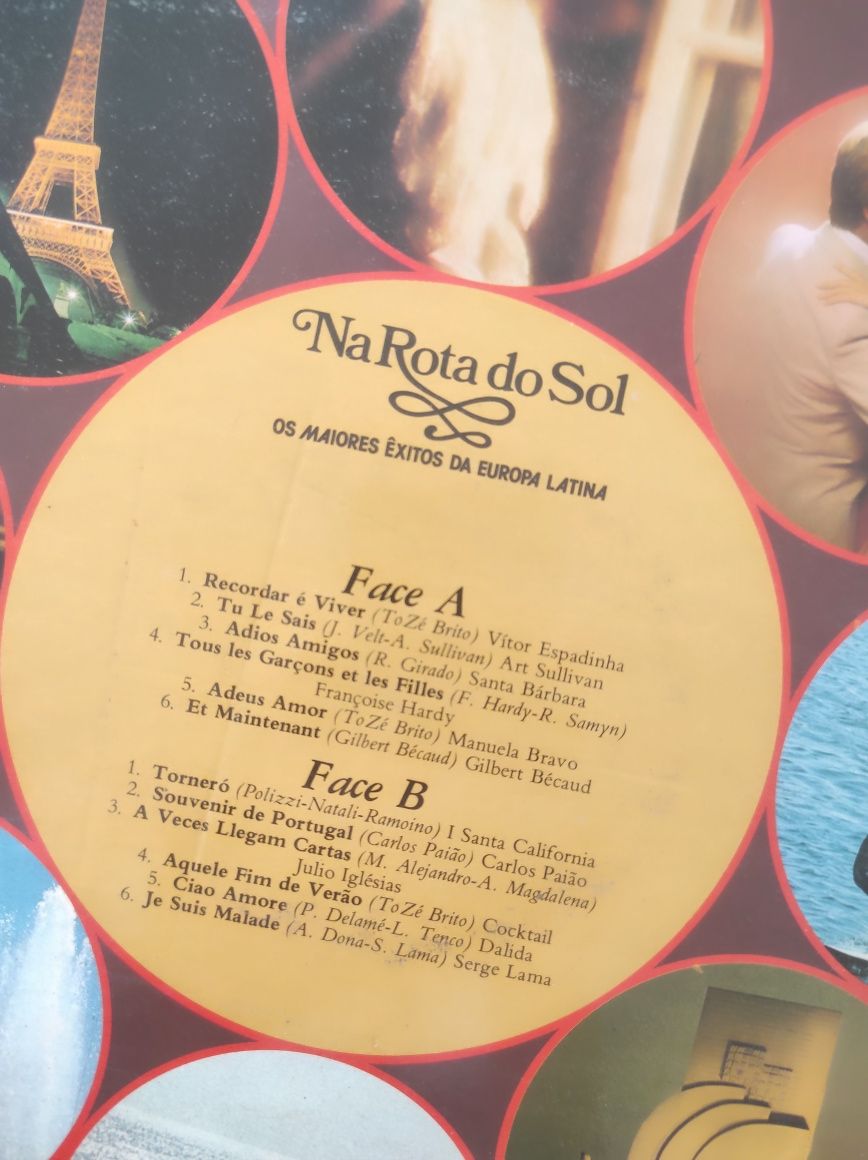 Na Rota do Sol
OS MAIORES ÊXITOS DA EUROPA LATINA
Face A
1. Recordar é Viver (ToZé Brito) Vítor Espadinha
2. Tu Le Sais (J. Velt-A. Sullivan) Art Sullivan
3. Adios Amigos (R. Girado) Santa Bárbara
4. Tous les Garçons et les Filles (F. Hardy-R. Samyn)
Françoise Hardy
5. Adeus Amor (ToZé Brito) Manuela Bravo
6. Et Maintenant (Gilbert Bécaud) Gilbert Bécaud
Face B
1. Torneró (Polizzi-Natali-Ramoino) I Santa California
2. Souvenir de Portugal (Carlos Paião) Carlos Paião
3. A Veces Llegam Cartas (M. Alejandro-A. Magdalena)
Julio Iglésias
4. Aquele Fim de Verão (ToZé Brito) Cocktail
5. Ciao Amore (P. Delamé-L. Tenco) Dalida
6. Je Suis Malade (A. Dona-S. Lama) Serge Lama